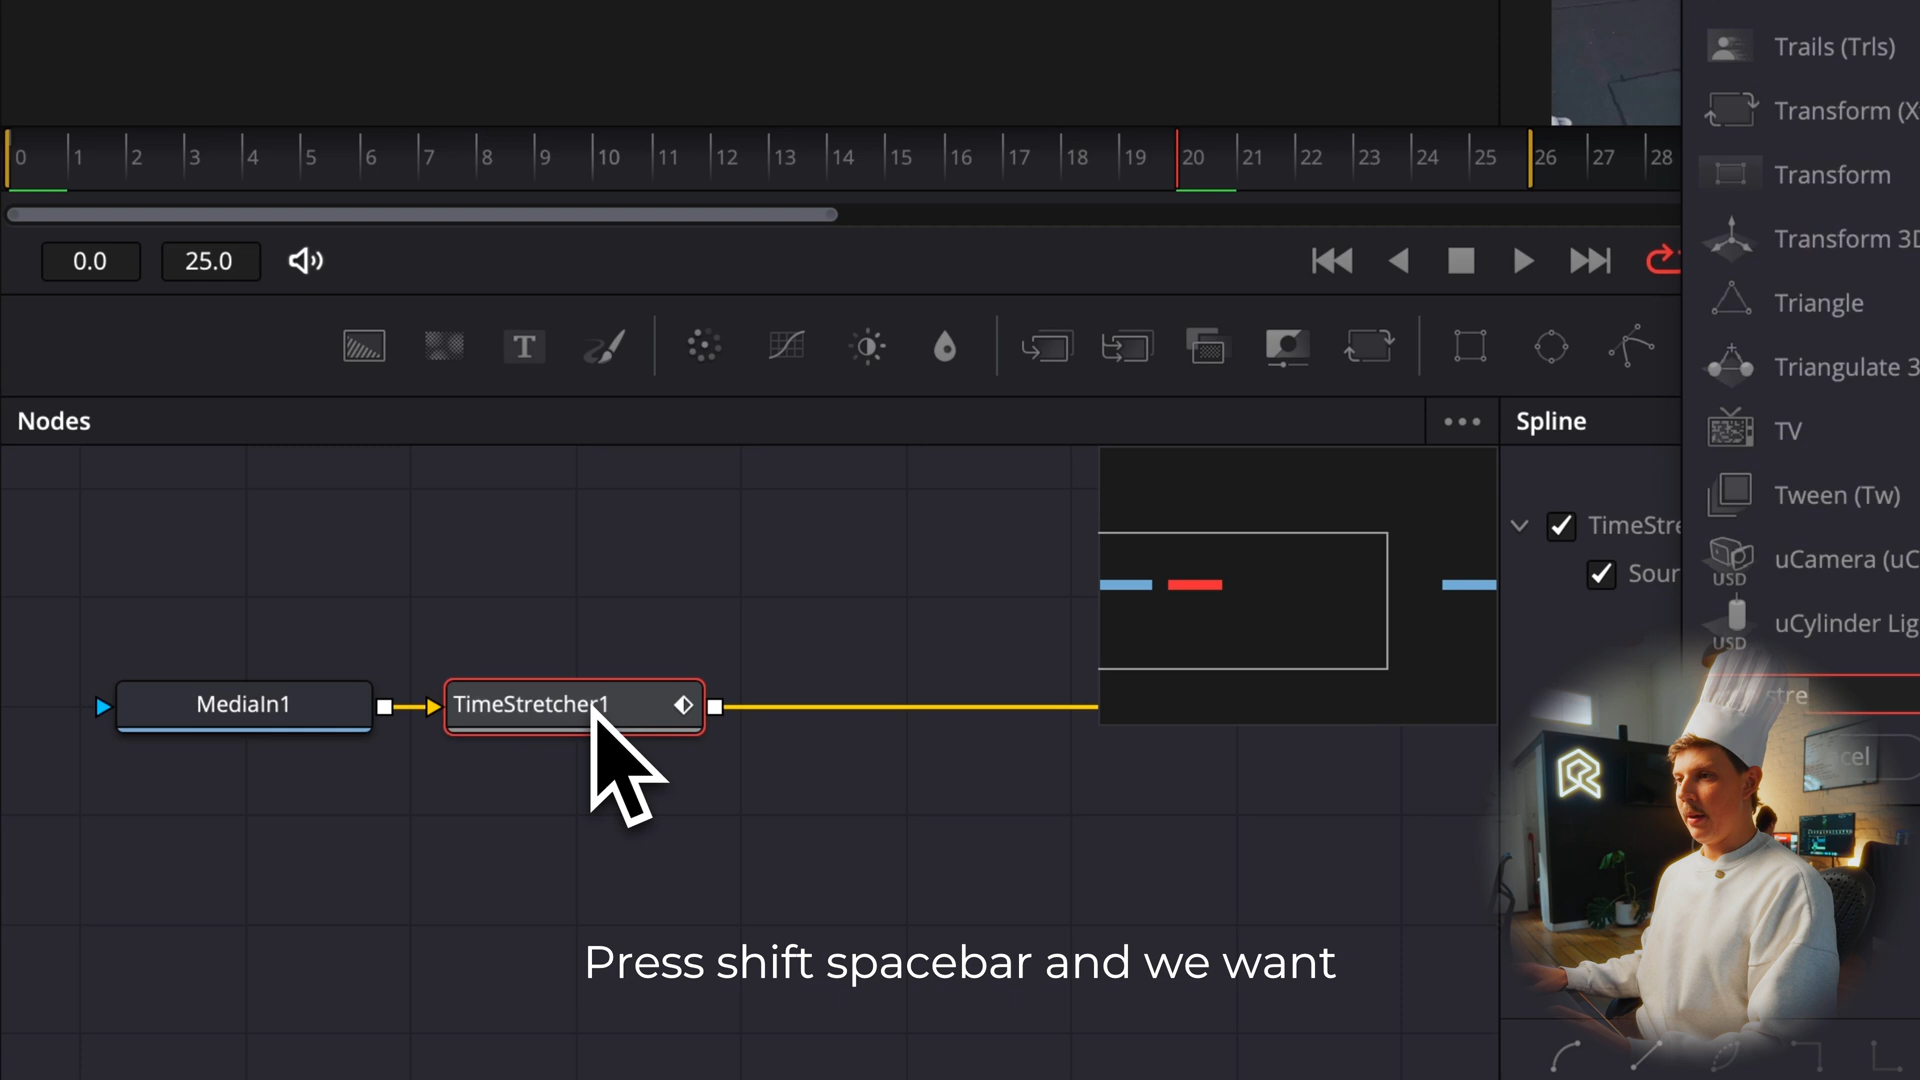 Trails (Trls)
Transform (X
Transform
Transform 3D
Triangle
Triangulate 3
TV
Tween (Tw)
USD
uCamera (uC
USD
uCylinder Lig
stre
cel
0 1 2 3 4 5 6 7 8 9 10 11 12 13 14 15 16 17 18 19 20 21 22 23 24 25 26 27 28
0.0 25.0
T
Nodes
Spline
TimeStre
Sour
MediaIn1
TimeStretcher1
Press shift spacebar and we want